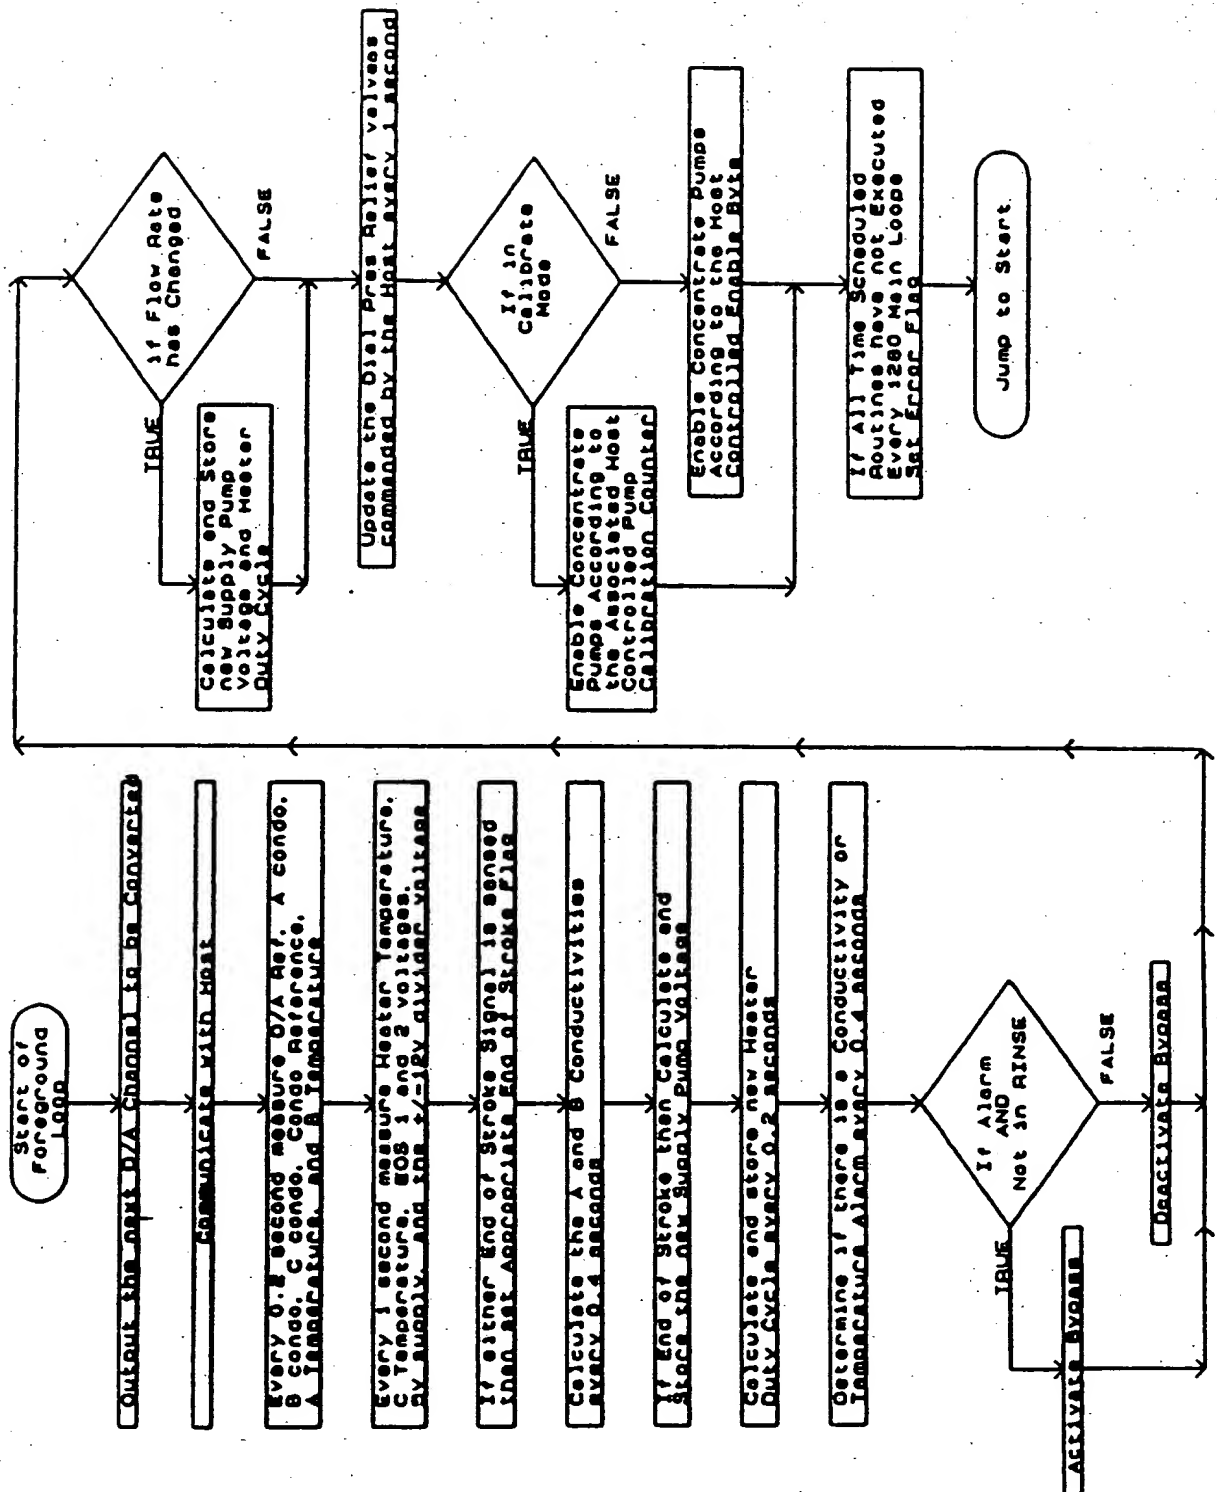 Start of
Foreground
Loop
Output the next D/A Channel to be Converted
Communicate with Host
Every 0.2 second measure D/A Ref. A condo.
B condo. C condo. Condo Reference.
A Temperature. and B Temperature
Every 1 second measure Heater Temperature.
C Temperature. EOS 1 and 2 voltages.
supply. and the +/-12V divider voltage
If either End of Stroke Signal is sensed
then set Appropriate End of Stroke Flag
Calculate the A and B Conductivities
every 0.4 seconds
If End of Stroke then Calculate and
Store the new Supply Pump Voltage
Calculate and store new Heater
Duty Cycle every 0.2 seconds
Determine if there is a Conductivity or
Temperature Alarm every 0.4 seconds
If Alarm
AND
Not in RINSE
TRUE
FALSE
Activate Bypass
Deactivate Bypass
if Flow Rate
has Changed
TRUE
FALSE
Calculate and Store
new Supply Pump
Voltage and Heater
Duty Cycle
Update the Dial Pres Relief valves
commanded by the Host every 1 second
If in
Calibrate
Mode
TRUE
FALSE
Enable Concentrate
Pumps According to
the Associated Host
Controlled Pump
Calibration Counter
Enable Concentrate Pumps
According to the Host
Controlled Enable Byte
If All Time Scheduled
Routines have not Executed
Every 1280 Main Loops
Set Error Flag
Jump to Start